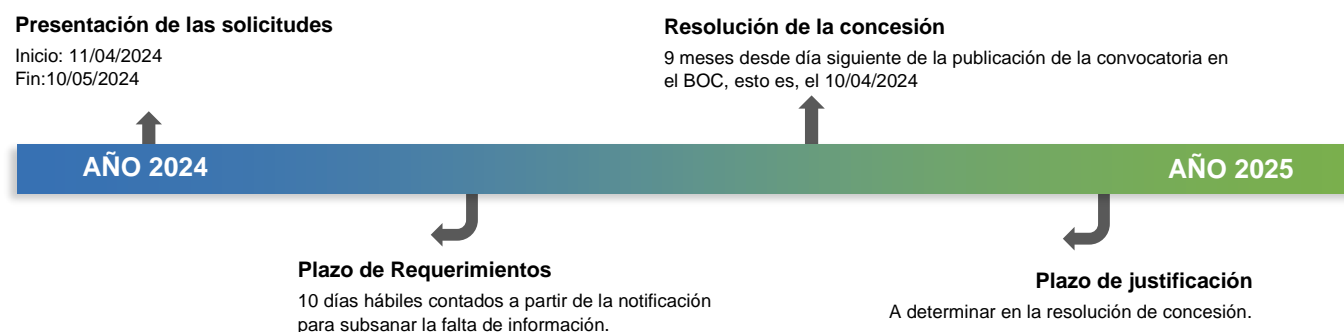 Presentación de las solicitudes
Inicio: 11/04/2024
Fin:10/05/2024
Resolución de la concesión
9 meses desde día siguiente de la publicación de la convocatoria en
el BOC, esto es, el 10/04/2024
AÑO 2024
AÑO 2025
Plazo de Requerimientos
10 días hábiles contados a partir de la notificación
para subsanar la falta de información.
Plazo de justificación
A determinar en la resolución de concesión.